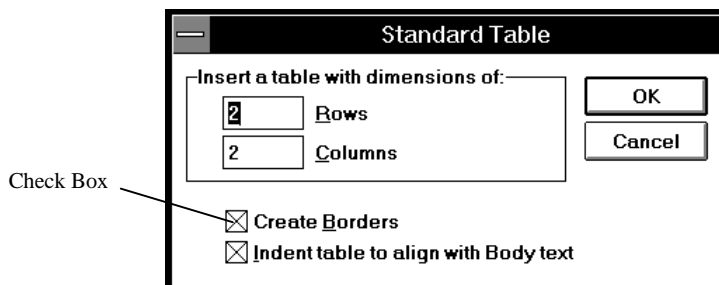 Standard Table
Insert a table with dimensions of:
2 Rows
2 Columns
OK
Cancel
Check Box
Create Borders
Indent table to align with Body text